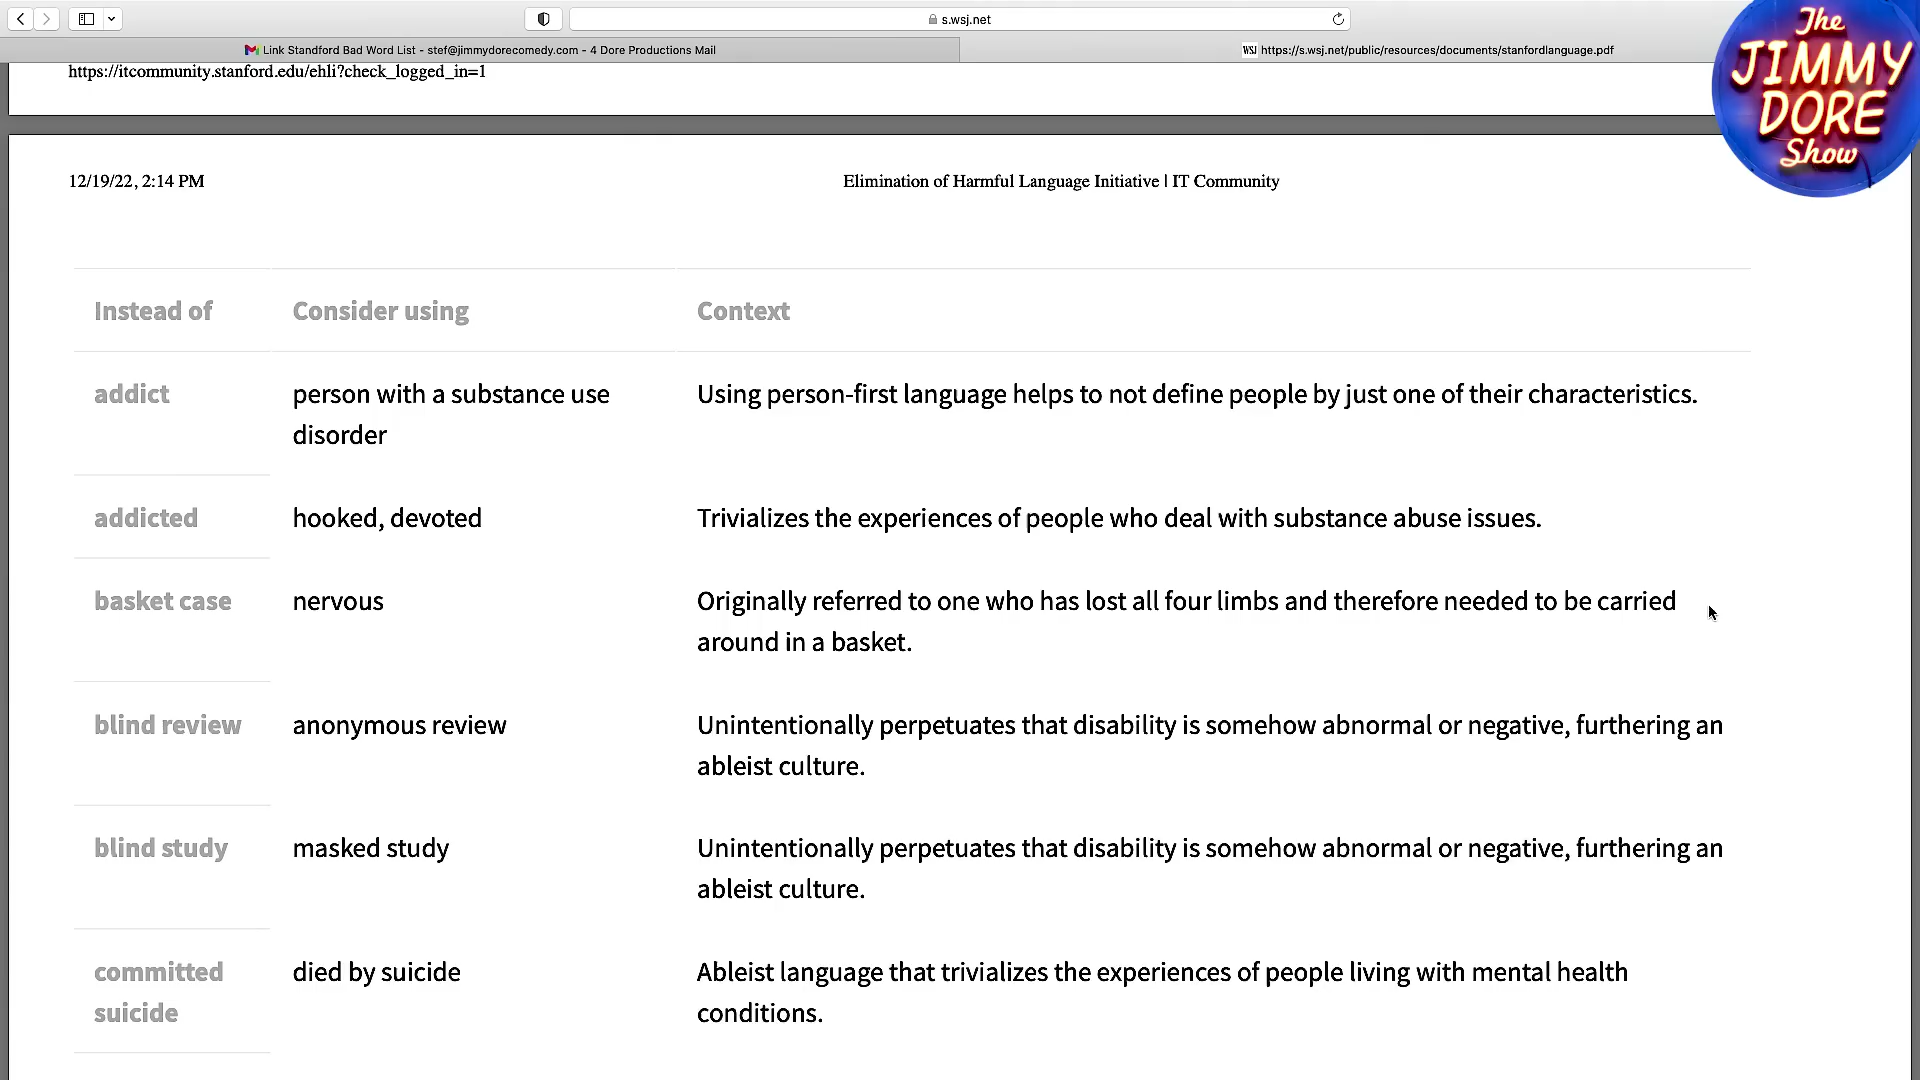 s.wsj.net
Link Standford Bad Word List - stef@jimmydorecomedy.com - 4 Dore Productions Mail
WSJ https://s.wsj.net/public/resources/documents/stanfordlanguage.pdf
The
JIMMY
DORE
Show
https://itcommunity.stanford.edu/ehli?check_logged_in=1
12/19/22, 2:14 PM
Elimination of Harmful Language Initiative | IT Community
Instead of
Consider using
Context
addict
person with a substance use
disorder
Using person-first language helps to not define people by just one of their characteristics.
addicted
hooked, devoted
Trivializes the experiences of people who deal with substance abuse issues.
basket case
nervous
Originally referred to one who has lost all four limbs and therefore needed to be carried
around in a basket.
blind review
anonymous review
Unintentionally perpetuates that disability is somehow abnormal or negative, furthering an
ableist culture.
blind study
masked study
Unintentionally perpetuates that disability is somehow abnormal or negative, furthering an
ableist culture.
committed
suicide
died by suicide
Ableist language that trivializes the experiences of people living with mental health
conditions.